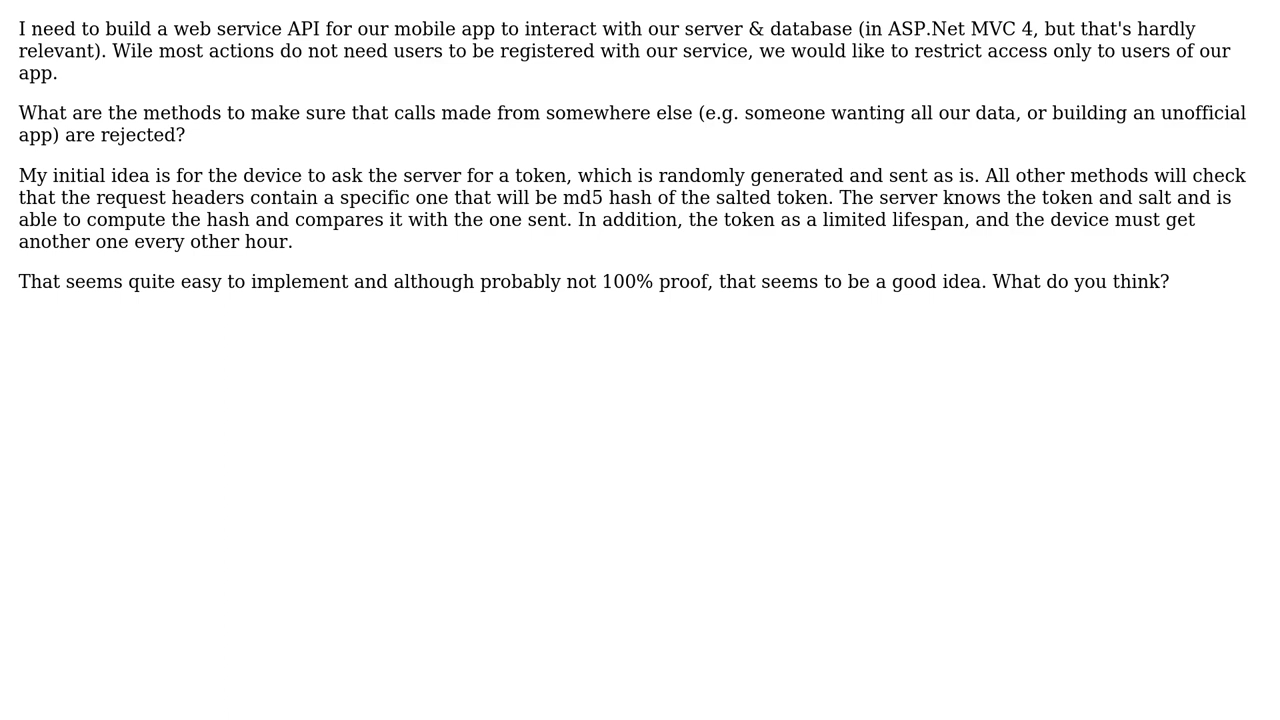 I need to build a web service API for our mobile app to interact with our server & database (in ASP.Net MVC 4, but that's hardly
relevant). Wile most actions do not need users to be registered with our service, we would like to restrict access only to users of our
app.
What are the methods to make sure that calls made from somewhere else (e.g. someone wanting all our data, or building an unofficial
app) are rejected?
My initial idea is for the device to ask the server for a token, which is randomly generated and sent as is. All other methods will check
that the request headers contain a specific one that will be md5 hash of the salted token. The server knows the token and salt and is
able to compute the hash and compares it with the one sent. In addition, the token as a limited lifespan, and the device must get
another one every other hour.
That seems quite easy to implement and although probably not 100% proof, that seems to be a good idea. What do you think?